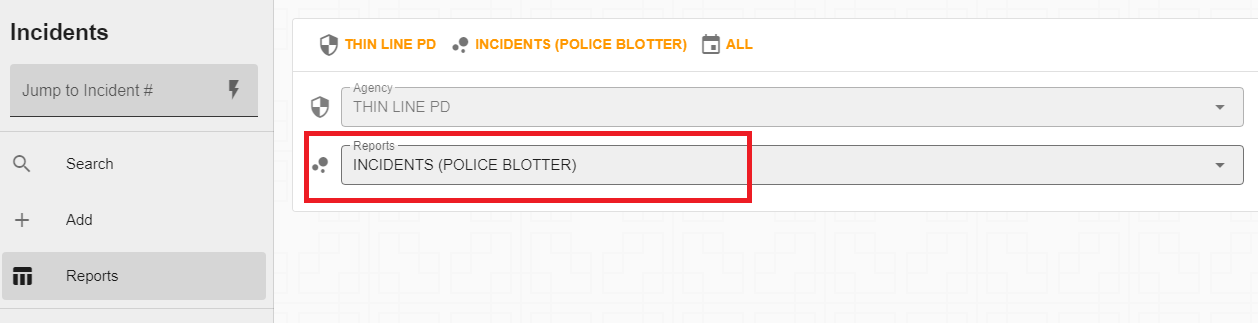 Incidents
Jump to Incident #
Search
Add
Reports
THIN LINE PD INCIDENTS (POLICE BLOTTER) ALL
Agency
THIN LINE PD
Reports
INCIDENTS (POLICE BLOTTER)